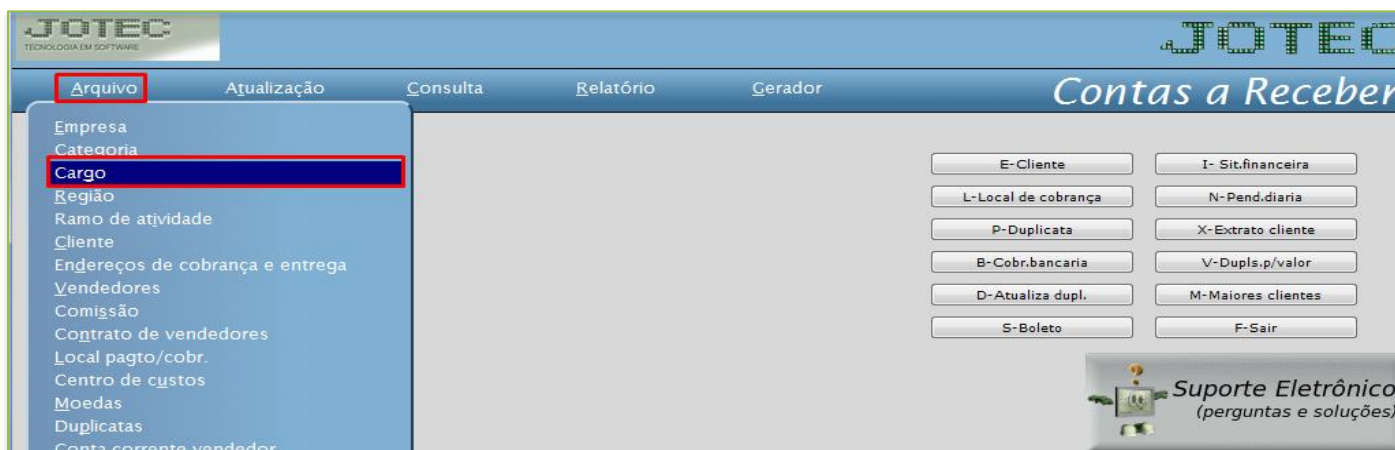 JOTEC
TECNOLOGIA EM SOFTWARE
JOTEC
Arquivo Atualização Consulta Relatório Gerador Contas a Receber
Empresa
Categoria
Cargo
Região
Ramo de atividade
Cliente
Endereços de cobrança e entrega
Vendedores
Comissão
Contrato de vendedores
Local pagto/cobr.
Centro de custos
Moedas
Duplicatas
Conta corrente vendedor
E-Cliente I- Sit.financeira
L-Local de cobrança N-Pend.diaria
P-Duplicata X-Extrato cliente
B-Cobr.bancaria V-Dupls.p/valor
D-Atualiza dupl. M-Maiores clientes
S-Boleto F-Sair
Suporte Eletrônico
(perguntas e soluções)